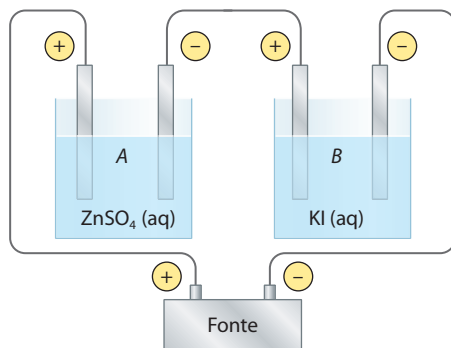 + − + −
A B
ZnSO₄ (aq) KI (aq)
+ −
Fonte